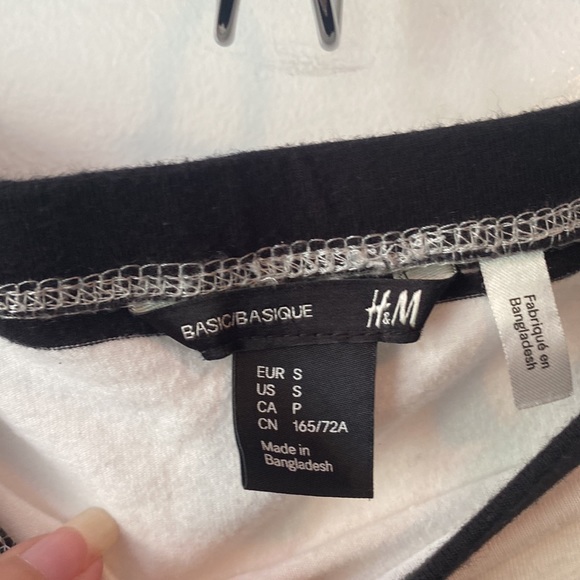 BASIC/BASIQUE
H&M
EUR S
US S
CA P
CN 165/72A
Made in
Bangladesh
Fabriqué en
Bangladesh